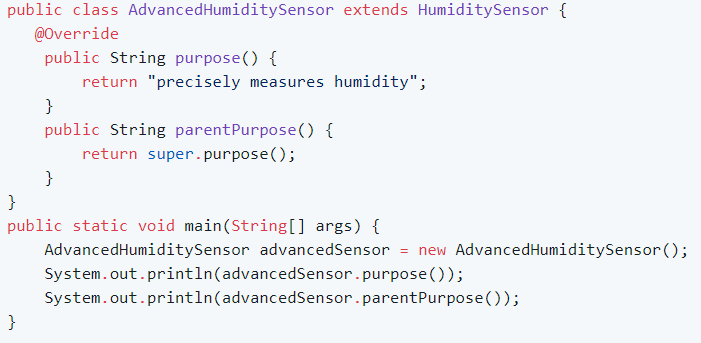 public class AdvancedHumiditySensor extends HumiditySensor {
   @Override
    public String purpose() {
        return "precisely measures humidity";
    }
    public String parentPurpose() {
        return super.purpose();
    }
}
public static void main(String[] args) {
    AdvancedHumiditySensor advancedSensor = new AdvancedHumiditySensor();
    System.out.println(advancedSensor.purpose());
    System.out.println(advancedSensor.parentPurpose());
}